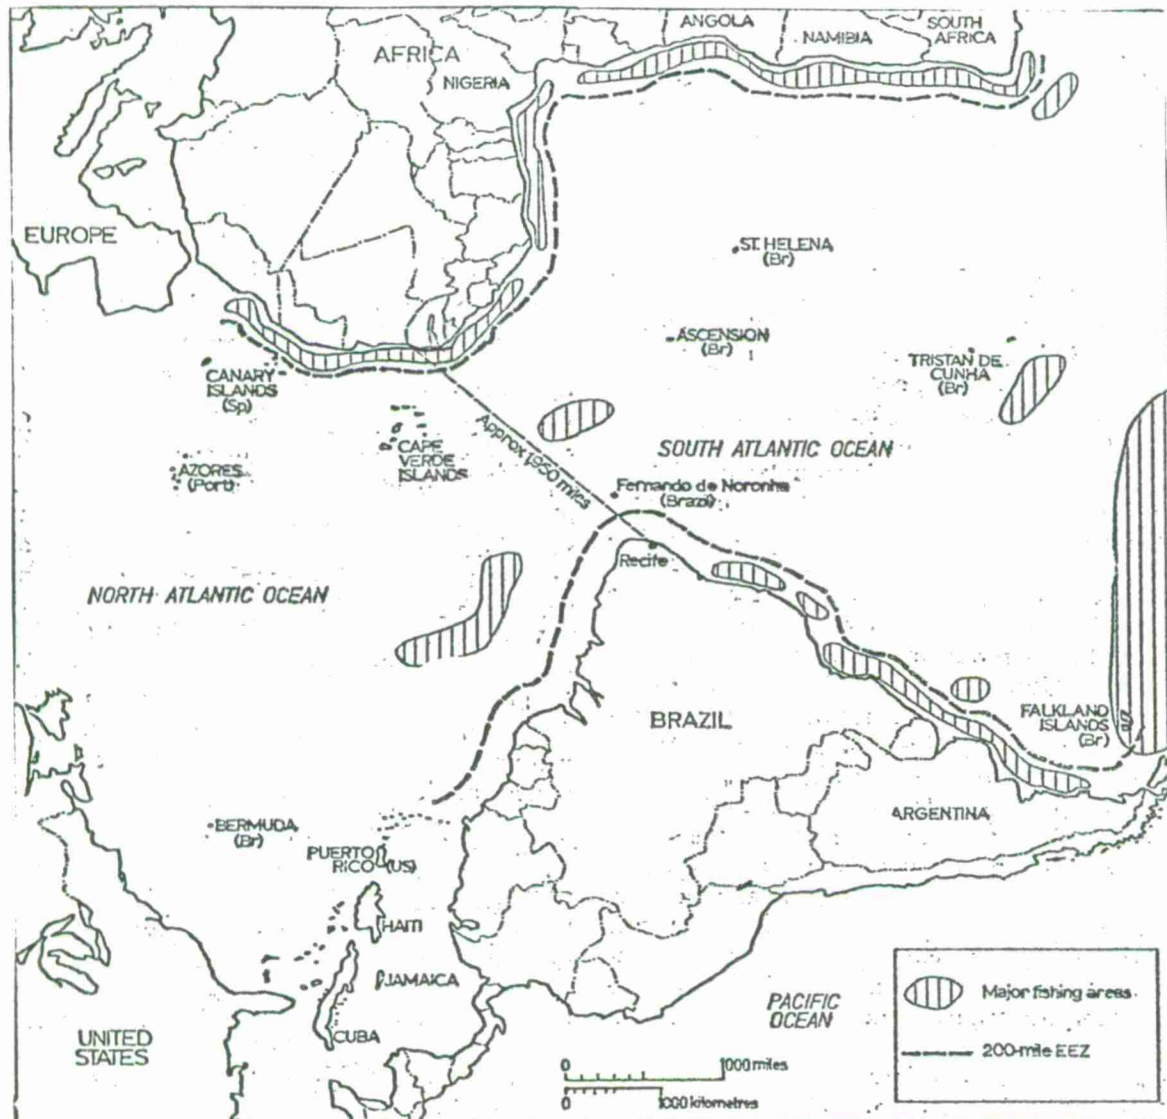 ANGOLA
SOUTH
AFRICA
NAMIBIA
AFRICA
NIGERIA
EUROPE
ST. HELENA
(Br)
ASCENSION
(Br)
TRISTAN DE
CUNHA
(Br)
CANARY
ISLANDS
(Sp)
CAPE
VERDE
ISLANDS
AZORES
(Port)
Approx 1950 miles
SOUTH ATLANTIC OCEAN
Fernando de Noronha
(Brazil)
Recife
NORTH ATLANTIC OCEAN
BRAZIL
FALKLAND
ISLANDS
(Br)
ARGENTINA
BERMUDA
(Br)
PUERTO
RICO (US)
HAITI
JAMAICA
CUBA
UNITED
STATES
PACIFIC
OCEAN
Major fishing areas
200-mile EEZ
0 1000 miles
0 1000 kilometres